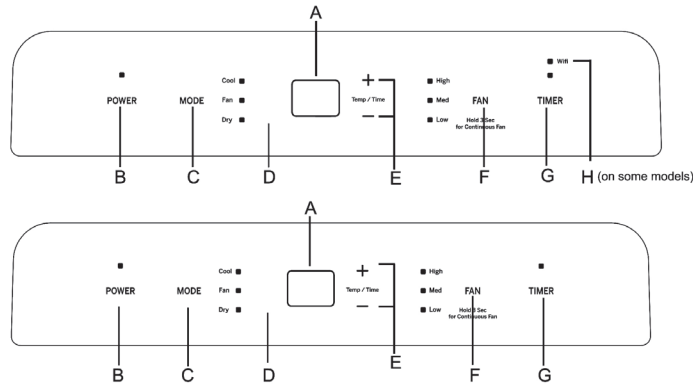 A
Wifi
Cool High
POWER MODE Fan Temp / Time Med FAN TIMER
Dry Low Hold 3 Sec
for Continuous Fan
B C D E F G H (on some models)
A
Cool High
POWER MODE Fan Temp / Time Med FAN TIMER
Dry Low Hold 3 Sec
for Continuous Fan
B C D E F G